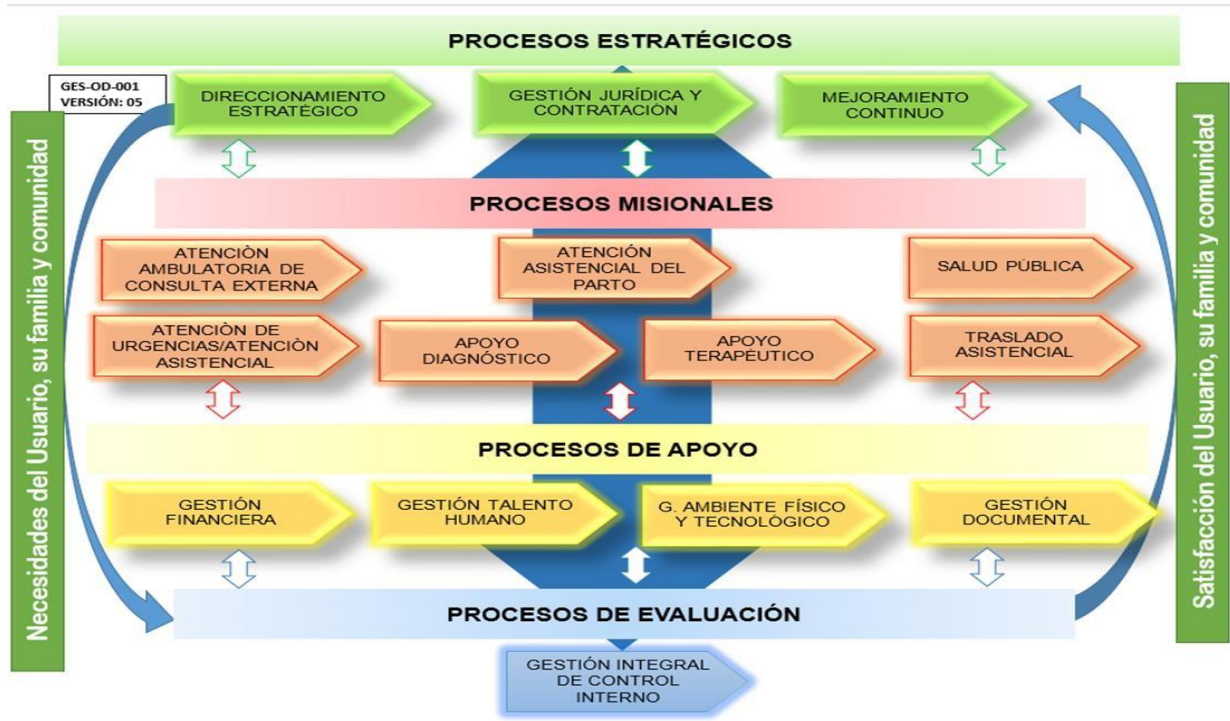 PROCESOS ESTRATÉGICOS
GES-OD-001
VERSIÓN: 05
DIRECCIONAMIENTO
ESTRATÉGICO
GESTIÓN JURÍDICA Y
CONTRATACIÓN
MEJORAMIENTO
CONTINUO
Necesidades del Usuario, su familia y comunidad
Satisfacción del Usuario, su familia y comunidad
PROCESOS MISIONALES
ATENCIÒN
AMBULATORIA DE
CONSULTA EXTERNA
ATENCIÓN
ASISTENCIAL DEL
PARTO
SALUD PÚBLICA
ATENCIÒN DE
URGENCIAS/ATENCIÒN
ASISTENCIAL
APOYO
DIAGNÓSTICO
APOYO
TERAPÉUTICO
TRASLADO
ASISTENCIAL
PROCESOS DE APOYO
GESTIÓN
FINANCIERA
GESTIÓN TALENTO
HUMANO
G. AMBIENTE FÍSICO
Y TECNOLÒGICO
GESTIÓN
DOCUMENTAL
PROCESOS DE EVALUACIÓN
GESTIÓN INTEGRAL
DE CONTROL
INTERNO